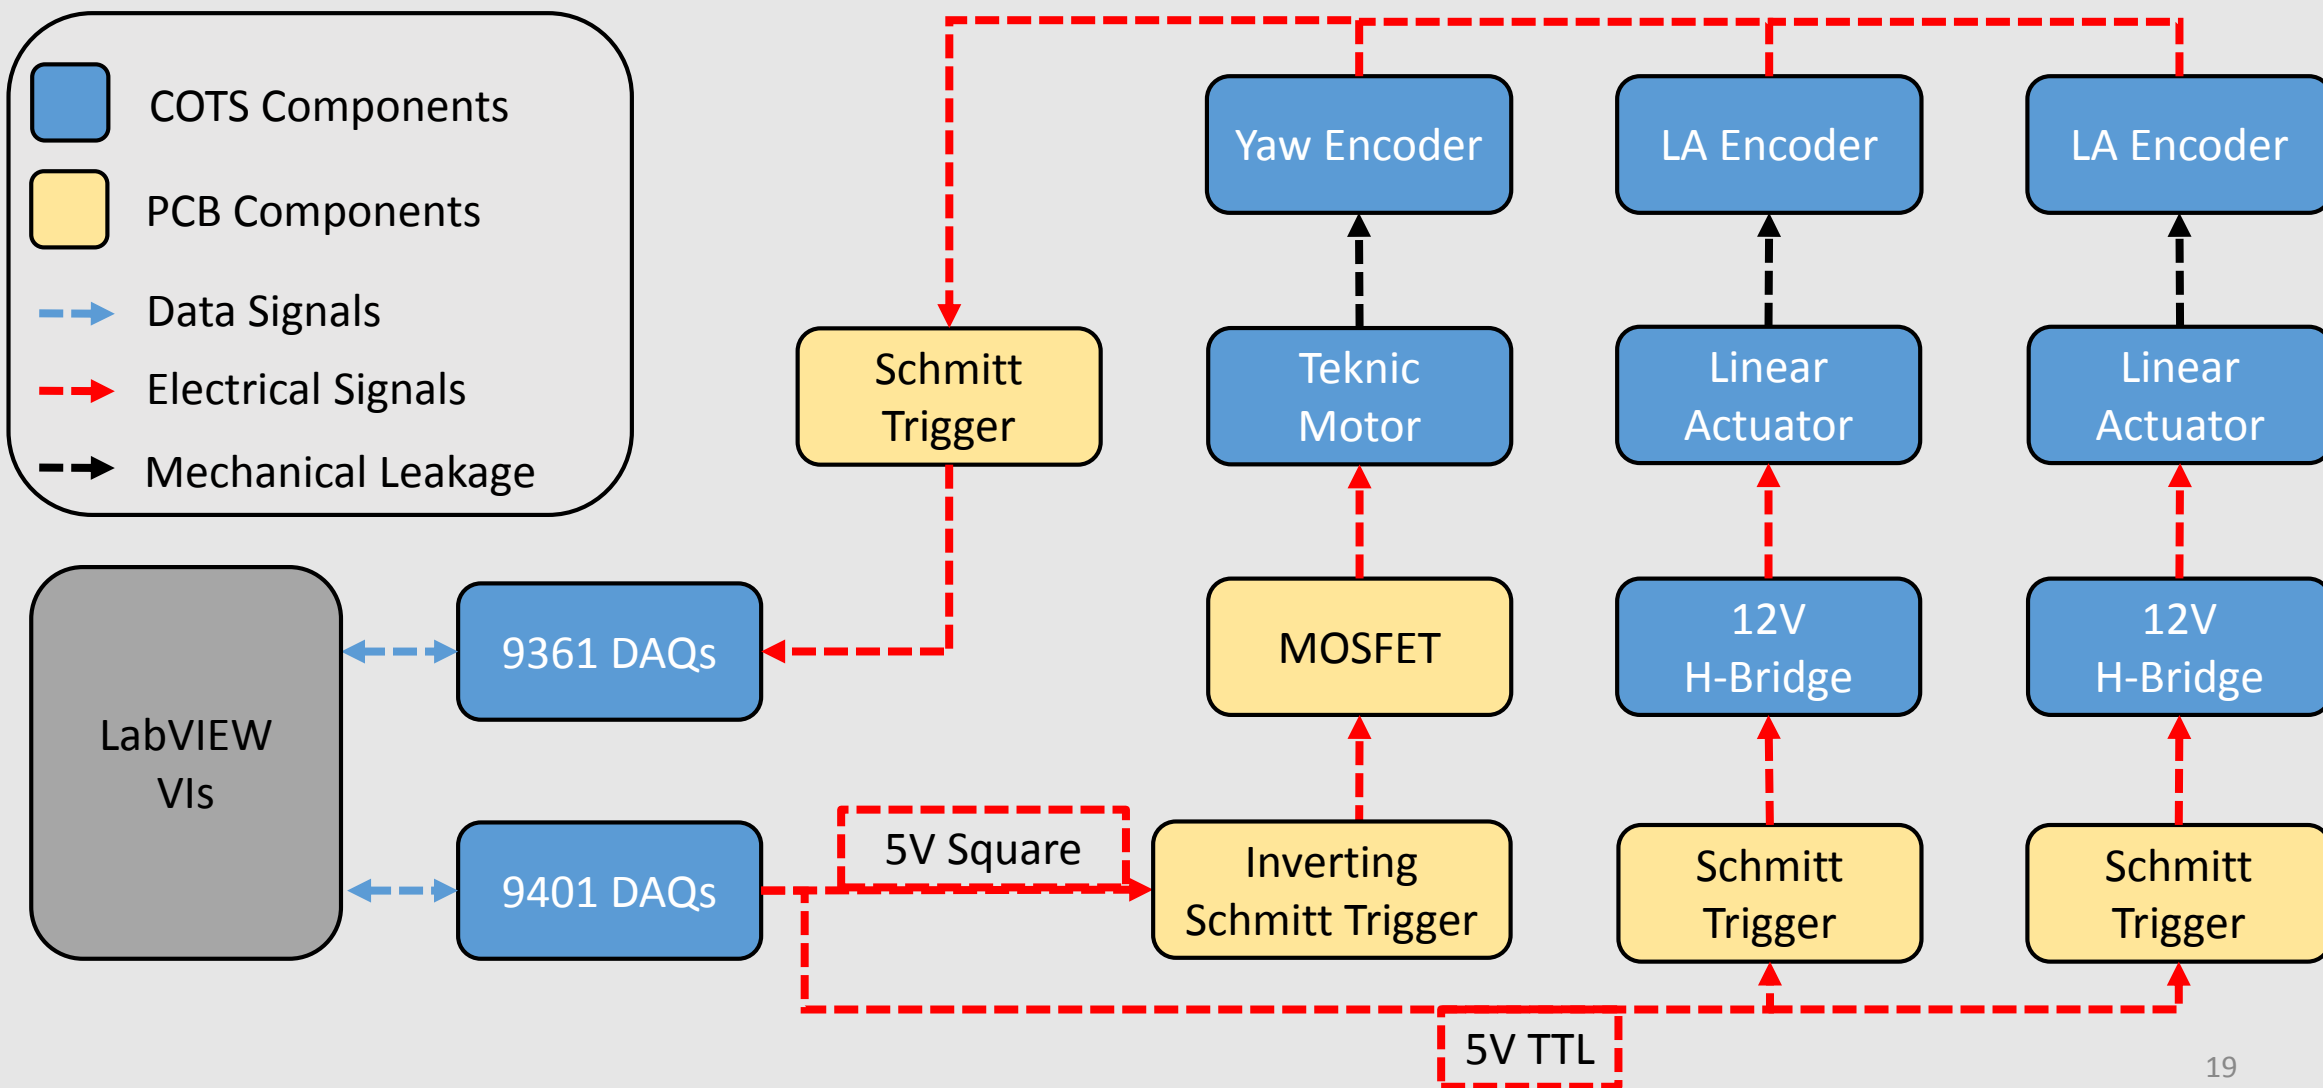 COTS Components
PCB Components
Data Signals
Electrical Signals
Mechanical Leakage
Yaw Encoder
LA Encoder
LA Encoder
Schmitt
Trigger
Teknic
Motor
Linear
Actuator
Linear
Actuator
LabVIEW
VIs
9361 DAQs
MOSFET
12V
H-Bridge
12V
H-Bridge
9401 DAQs
5V Square
Inverting
Schmitt Trigger
Schmitt
Trigger
Schmitt
Trigger
5V TTL
19